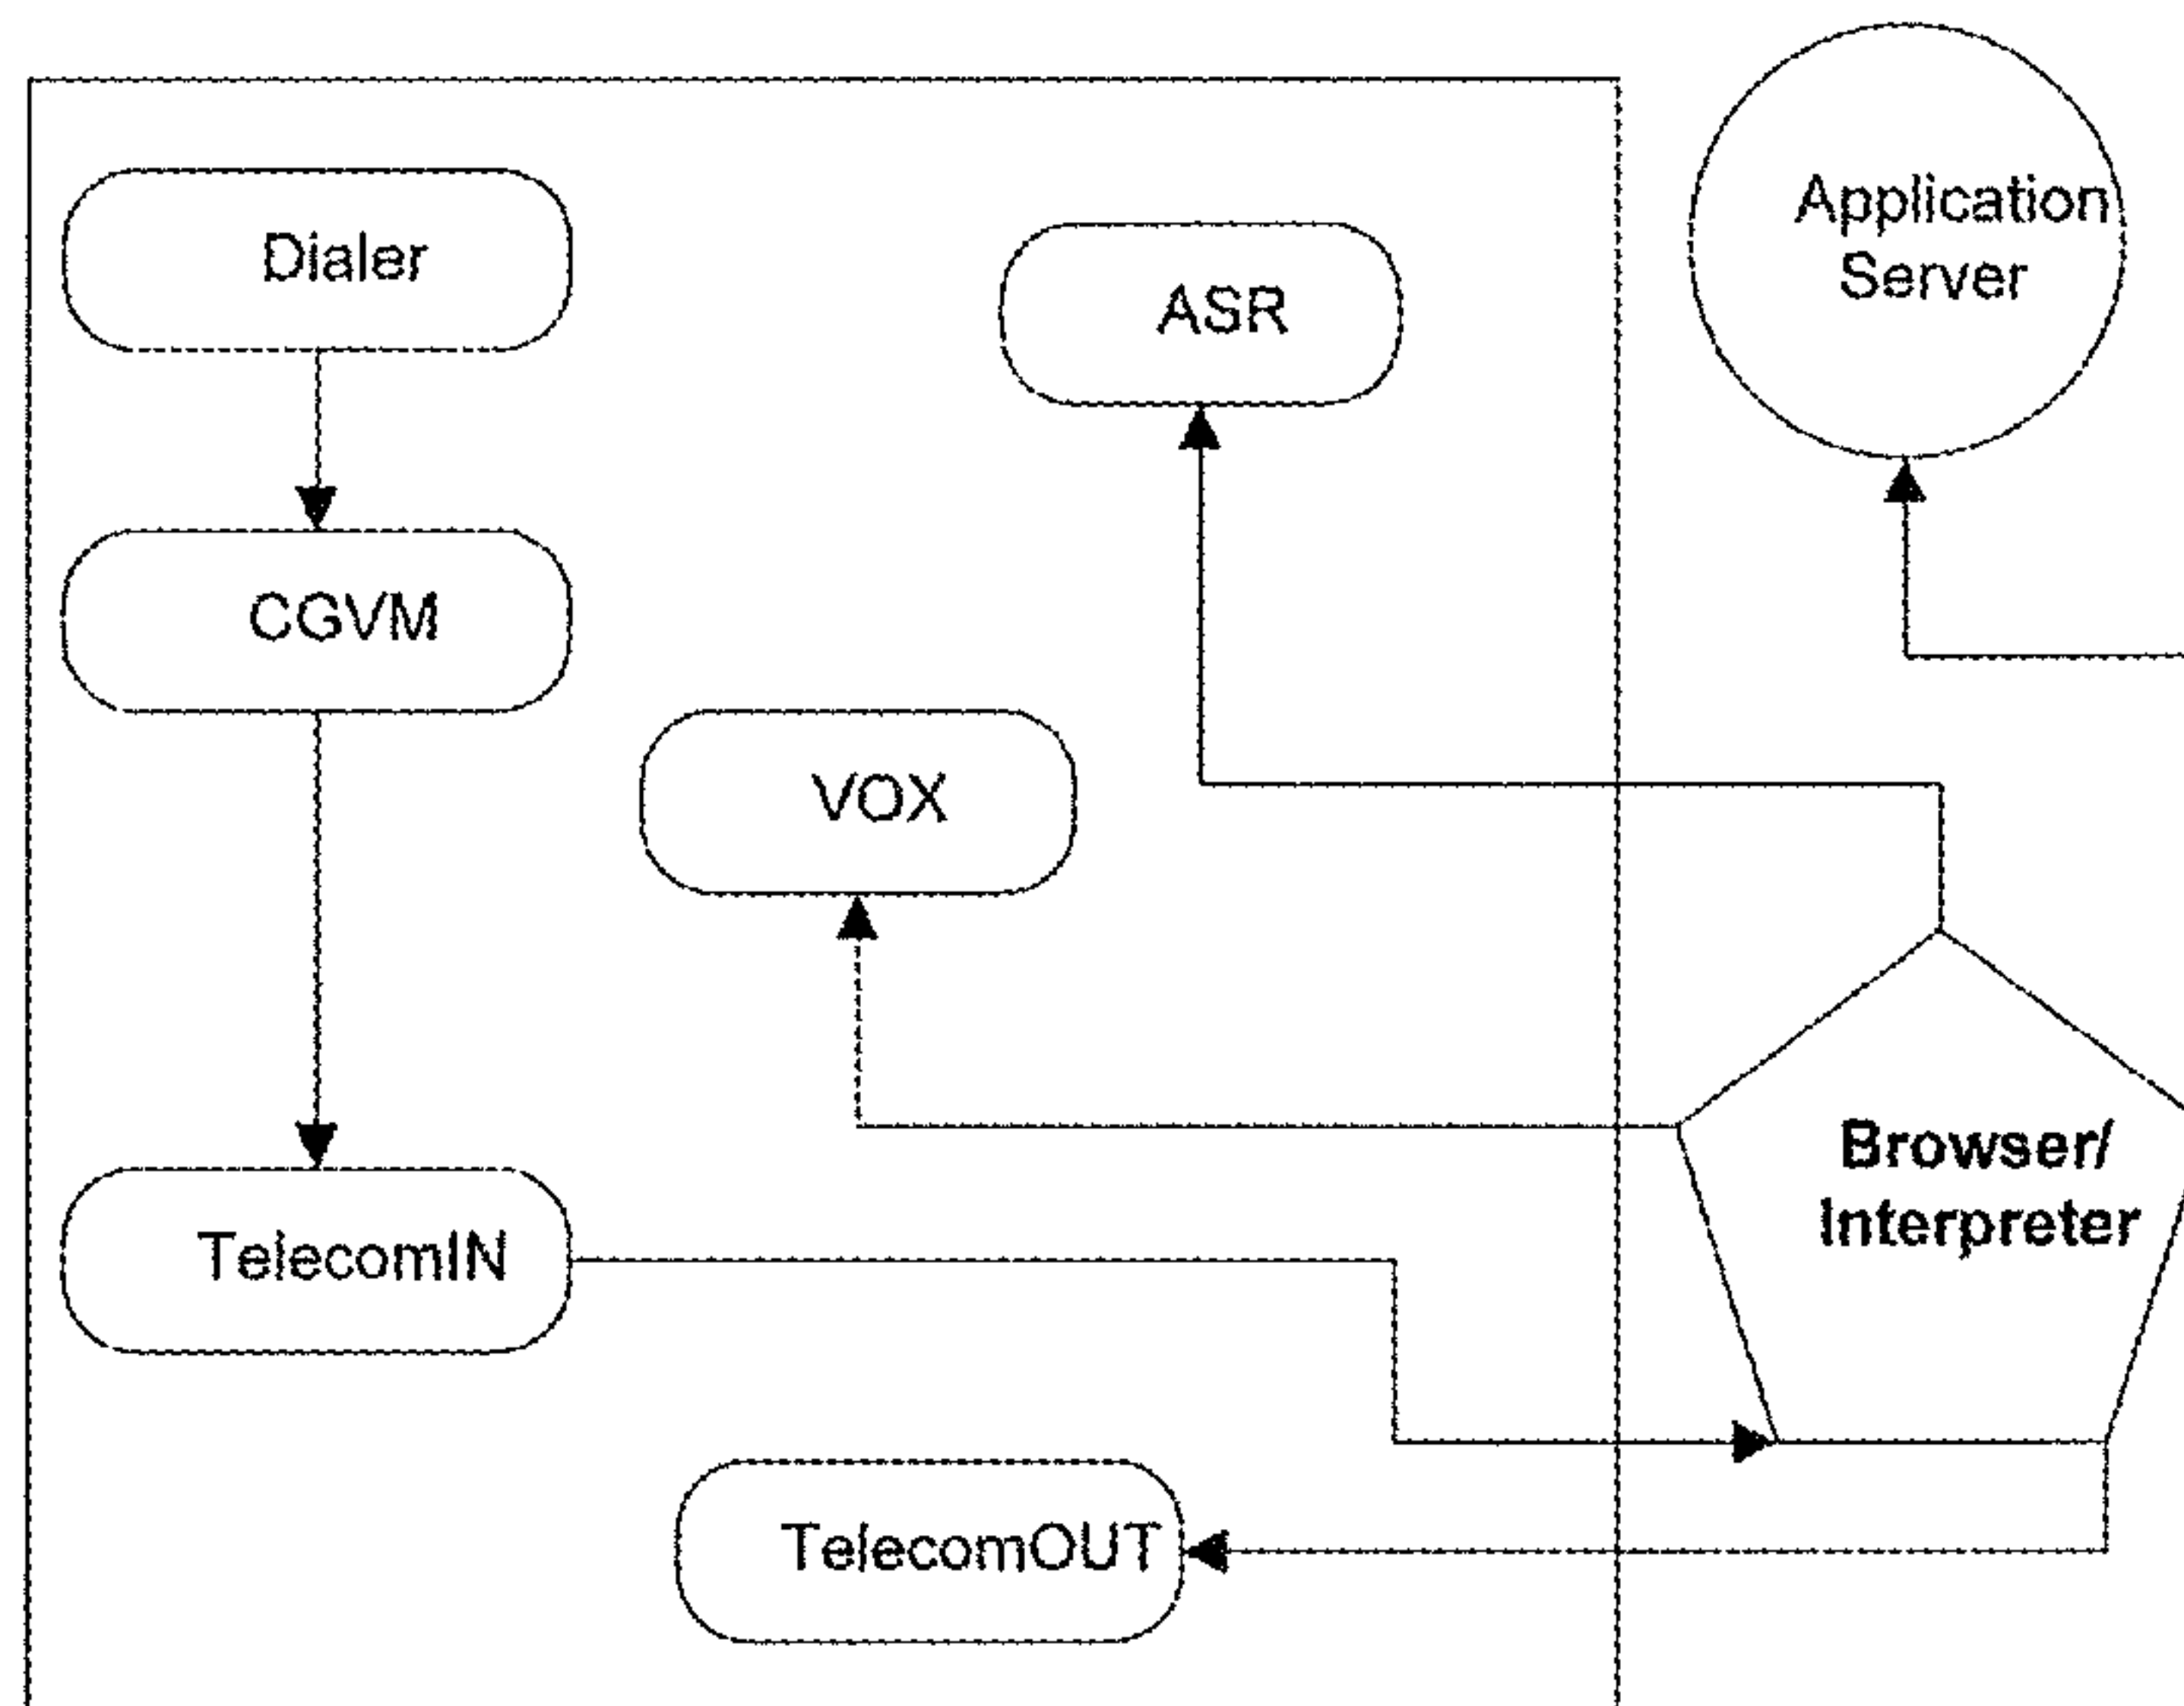 Dialer
ASR
Application
Server
CGVM
VOX
Browser/
Interpreter
TelecomIN
TelecomOUT